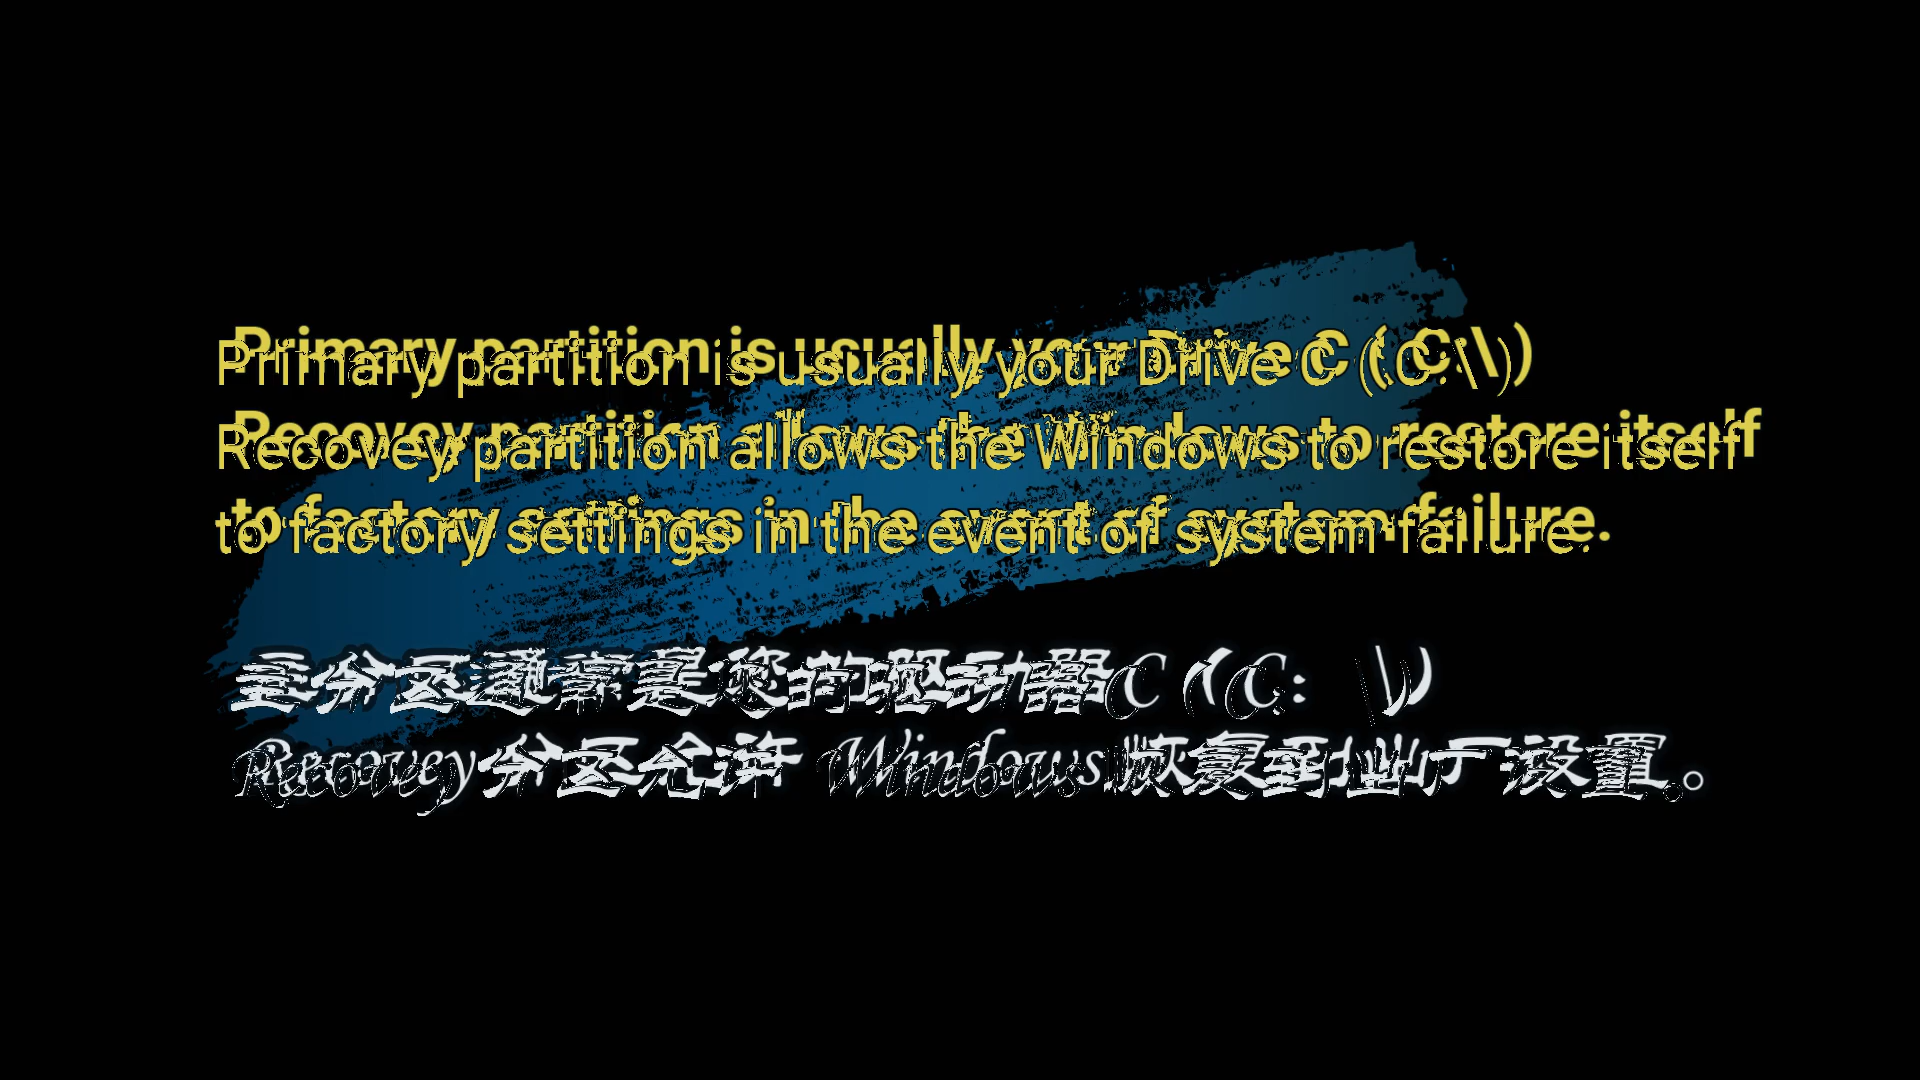 Primary partition is usually your Drive C ( C:\)
Recovey partition allows the Windows to restore itself
to factory settings in the event of system failure.
主分区通常是您的驱动器C（C：\）
Recovey分区允许 Windows恢复到出厂设置。